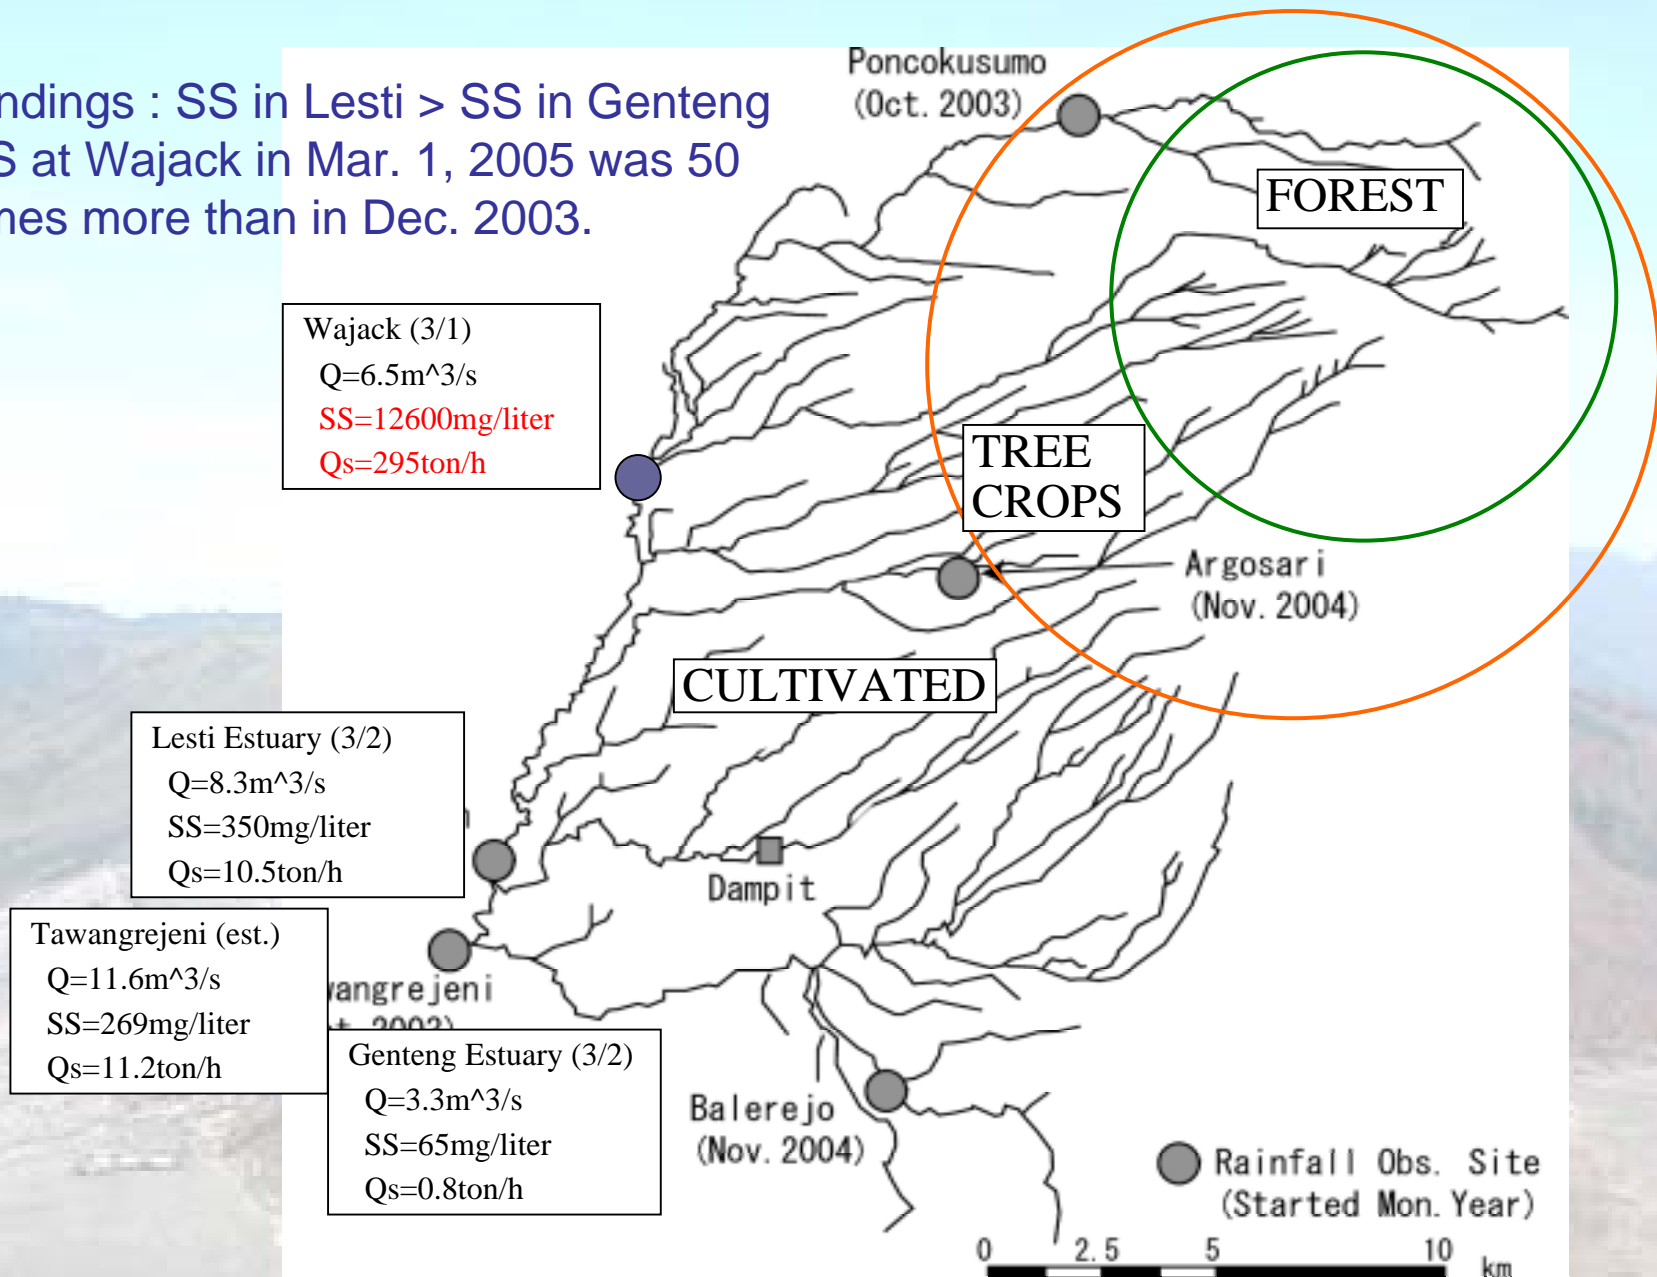 ndings : SS in Lesti > SS in Genteng
S at Wajack in Mar. 1, 2005 was 50
mes more than in Dec. 2003.
Poncokusumo
(Oct. 2003)
FOREST
Wajack (3/1)
Q=6.5m^3/s
SS=12600mg/liter
Qs=295ton/h
TREE
CROPS
Argosari
(Nov. 2004)
CULTIVATED
Lesti Estuary (3/2)
Q=8.3m^3/s
SS=350mg/liter
Qs=10.5ton/h
Dampit
Tawangrejeni (est.)
Q=11.6m^3/s
SS=269mg/liter
Qs=11.2ton/h
wangrejeni
t. 2003)
Genteng Estuary (3/2)
Q=3.3m^3/s
SS=65mg/liter
Qs=0.8ton/h
Balerejo
(Nov. 2004)
Rainfall Obs. Site
(Started Mon. Year)
0 2.5 5 10 km